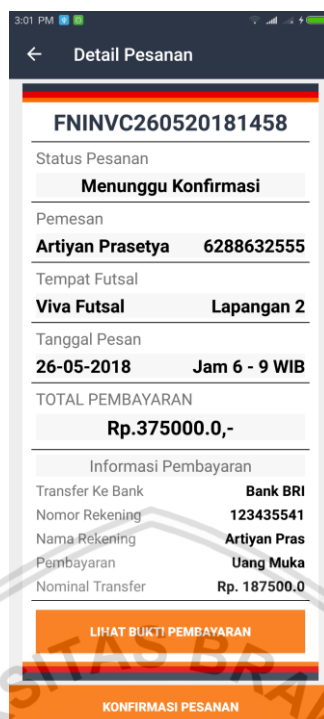 3:01 PM
Detail Pesanan
FNINVC260520181458
Status Pesanan
Menunggu Konfirmasi
Pemesan
Artiyan Prasetya 6288632555
Tempat Futsal
Viva Futsal Lapangan 2
Tanggal Pesan
26-05-2018 Jam 6 - 9 WIB
TOTAL PEMBAYARAN
Rp.375000.0,-
Informasi Pembayaran
Transfer Ke Bank Bank BRI
Nomor Rekening 123435541
Nama Rekening Artiyan Pras
Pembayaran Uang Muka
Nominal Transfer Rp. 187500.0
LIHAT BUKTI PEMBAYARAN
SITAS BRA
KONFIRMASI PESANAN